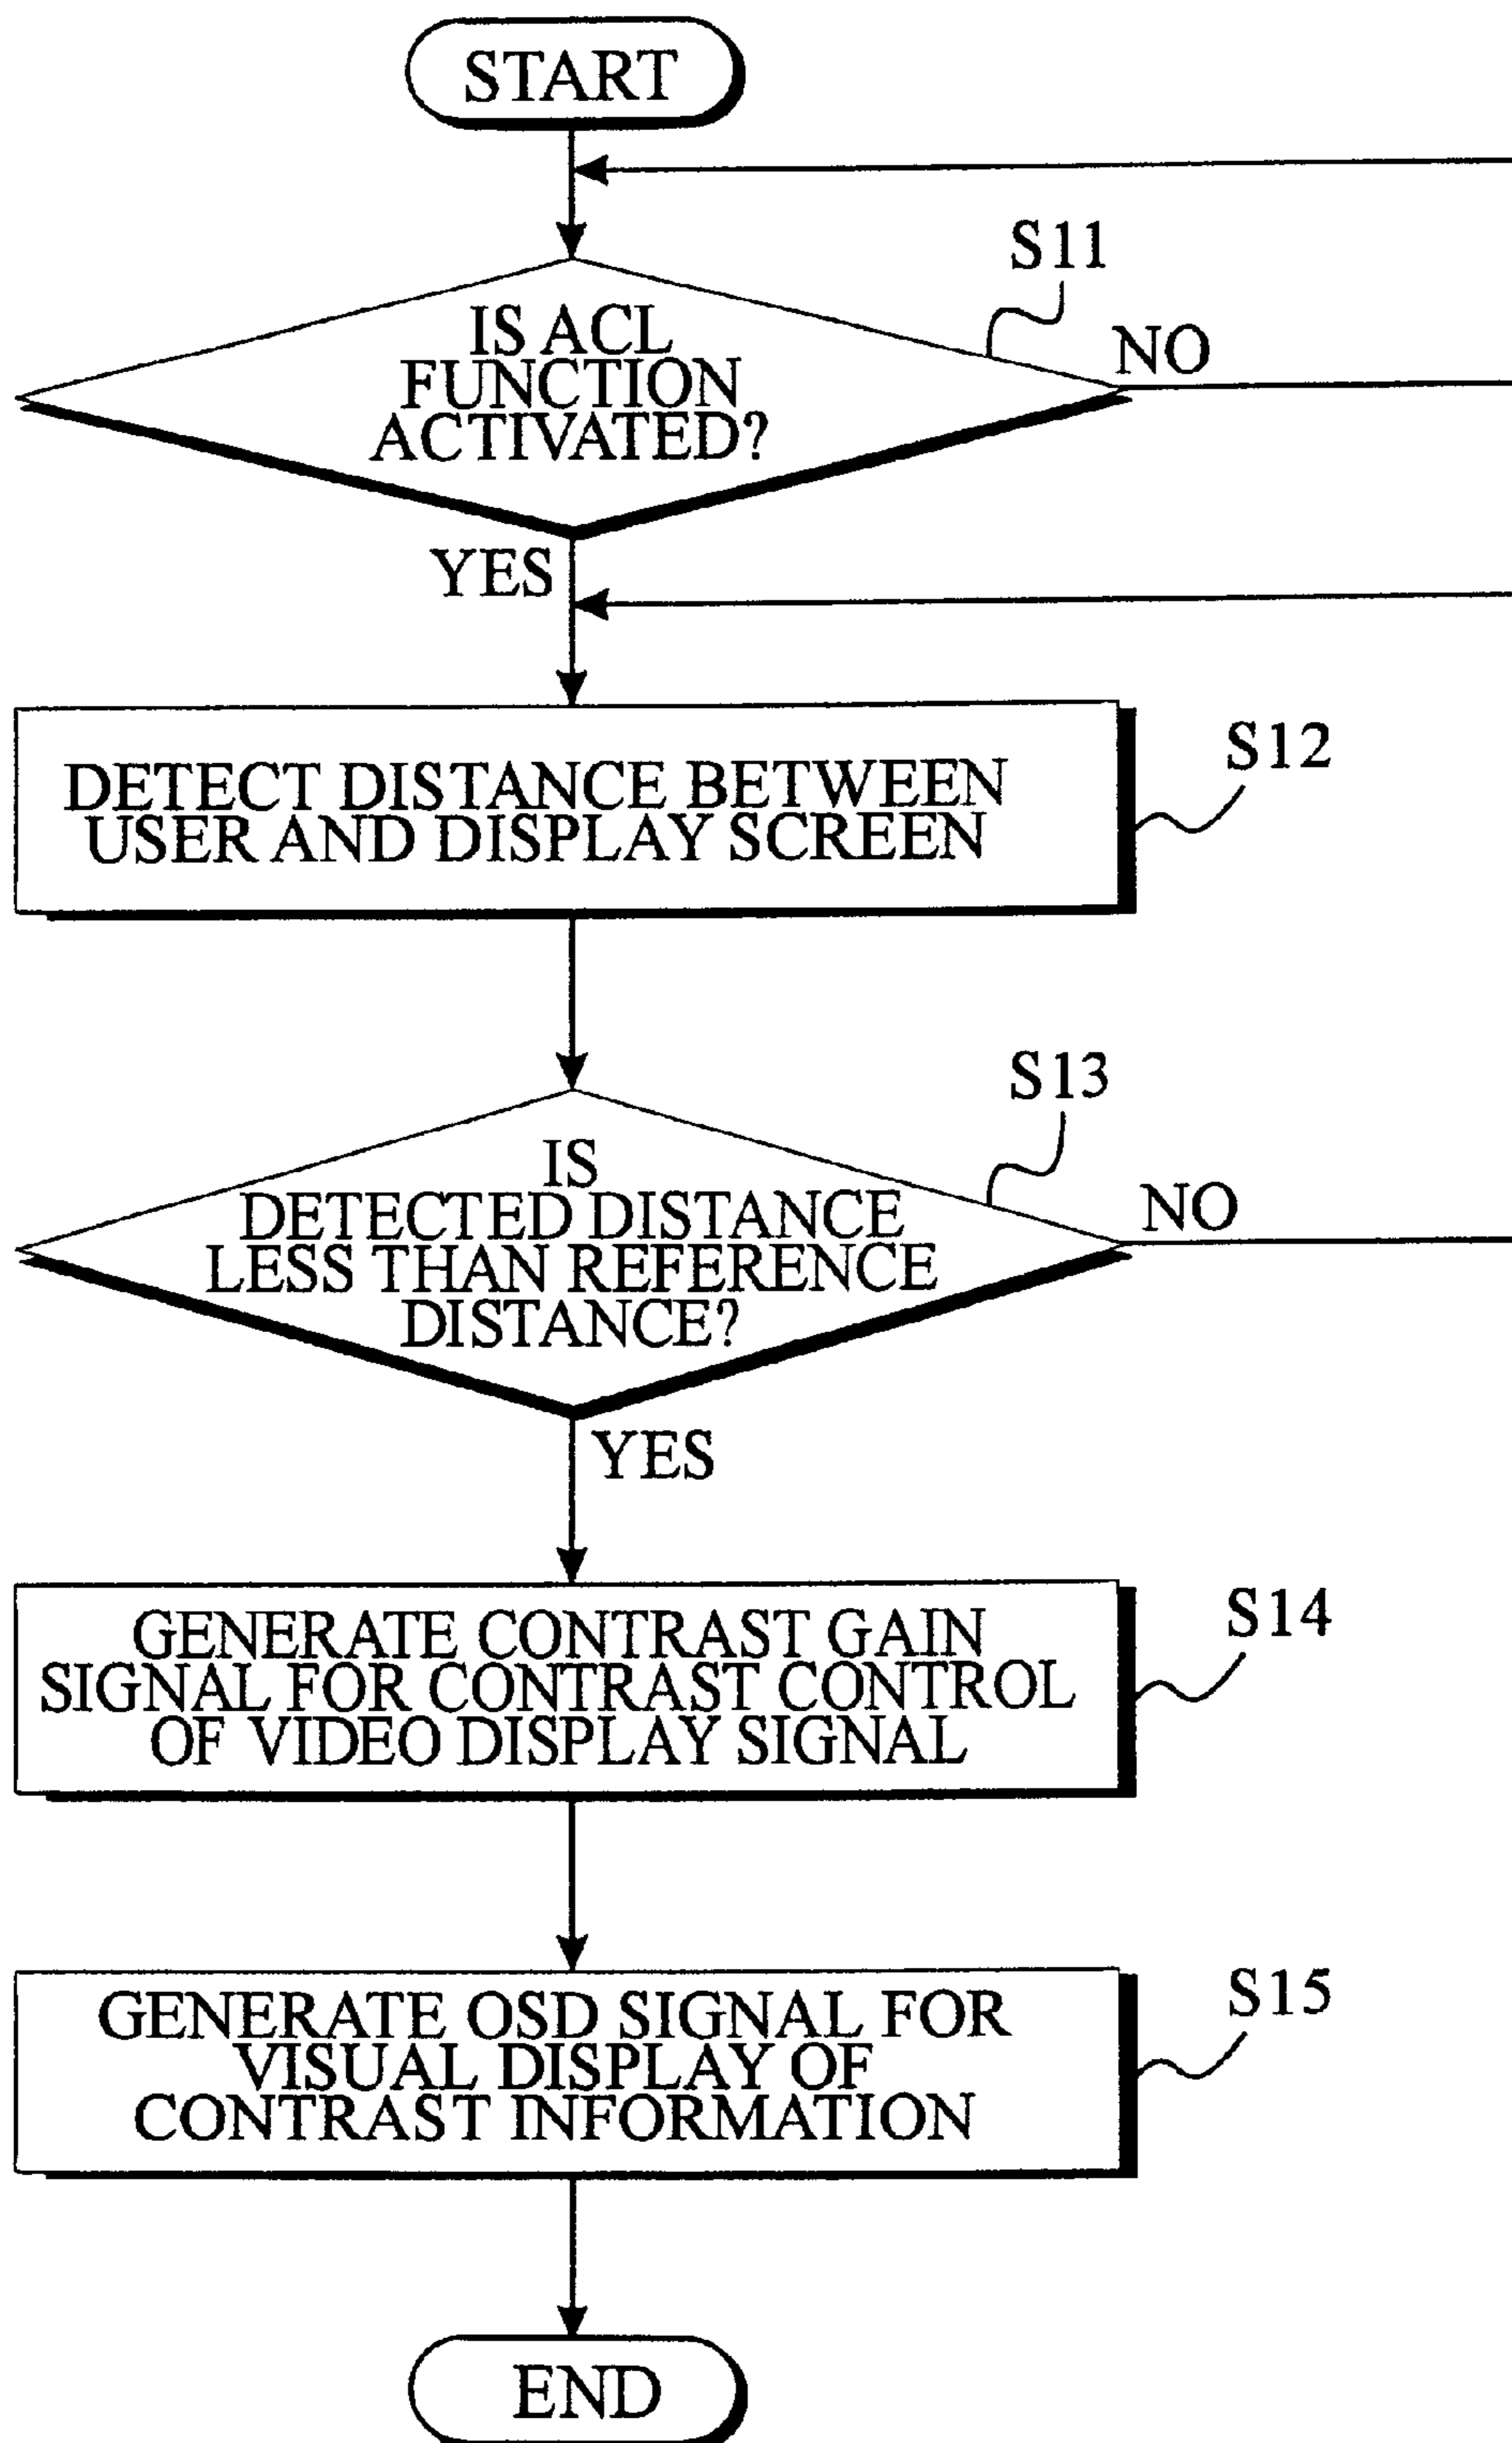 START
S11
IS ACL
FUNCTION
ACTIVATED?
NO
YES
DETECT DISTANCE BETWEEN
USER AND DISPLAY SCREEN
S12
S13
IS
DETECTED DISTANCE
LESS THAN REFERENCE
DISTANCE?
NO
YES
GENERATE CONTRAST GAIN
SIGNAL FOR CONTRAST CONTROL
OF VIDEO DISPLAY SIGNAL
S14
GENERATE OSD SIGNAL FOR
VISUAL DISPLAY OF
CONTRAST INFORMATION
S15
END